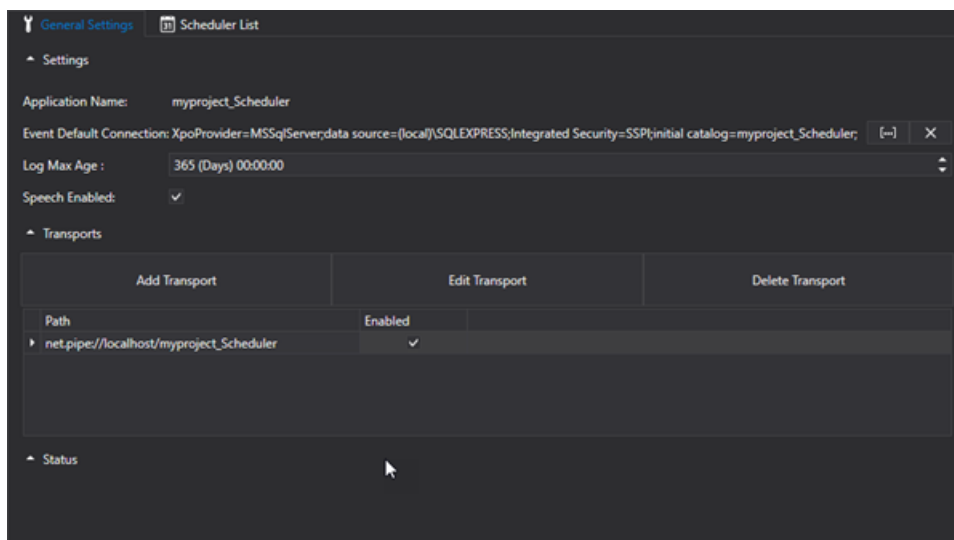 General Settings 31 Scheduler List
Settings
Application Name: myproject_Scheduler
Event Default Connection: XpoProvider=MSSqlServer;data source=(local)\SQLEXPRESS;Integrated Security=SSPI;initial catalog=myproject_Scheduler; [...] X
Log Max Age : 365 (Days) 00:00:00
Speech Enabled:
Transports
Add Transport Edit Transport Delete Transport
Path Enabled
net.pipe://localhost/myproject_Scheduler
Status